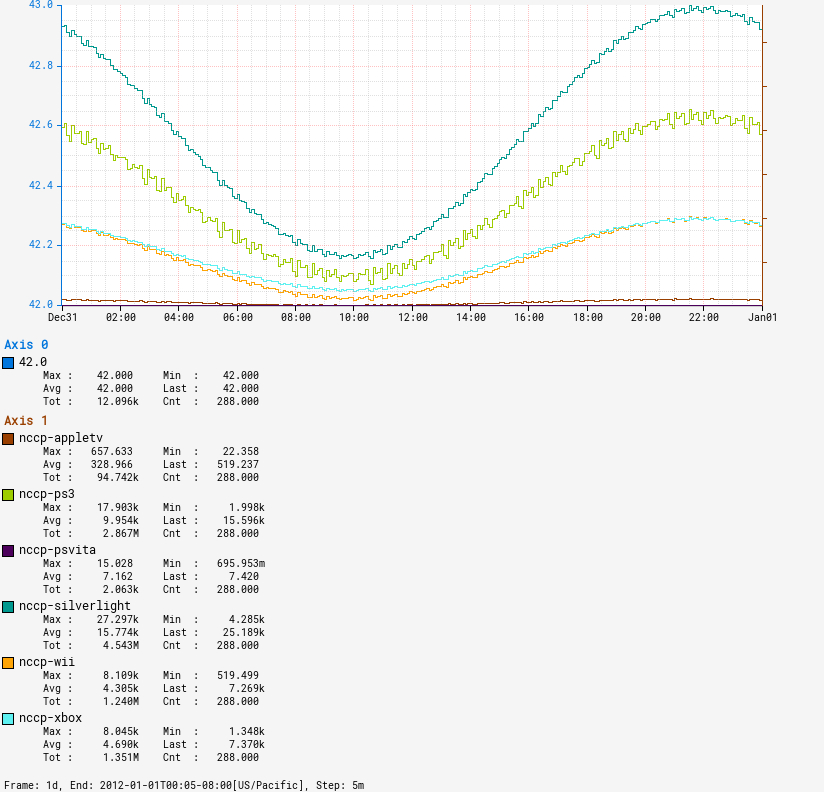 43.0
42.8
42.6
42.4
42.2
42.0
Dec31 02:00 04:00 06:00 08:00 10:00 12:00 14:00 16:00 18:00 20:00 22:00 Jan01
Axis 0
42.0
Max : 42.000 Min : 42.000
Avg : 42.000 Last : 42.000
Tot : 12.096k Cnt : 288.000
Axis 1
nccp-appletv
Max : 657.633 Min : 22.358
Avg : 328.966 Last : 519.237
Tot : 94.742k Cnt : 288.000
nccp-ps3
Max : 17.903k Min : 1.998k
Avg : 9.954k Last : 15.596k
Tot : 2.867M Cnt : 288.000
nccp-psvita
Max : 15.028 Min : 695.953m
Avg : 7.162 Last : 7.420
Tot : 2.063k Cnt : 288.000
nccp-silverlight
Max : 27.297k Min : 4.285k
Avg : 15.774k Last : 25.189k
Tot : 4.543M Cnt : 288.000
nccp-wii
Max : 8.109k Min : 519.499
Avg : 4.305k Last : 7.269k
Tot : 1.240M Cnt : 288.000
nccp-xbox
Max : 8.045k Min : 1.348k
Avg : 4.690k Last : 7.370k
Tot : 1.351M Cnt : 288.000
Frame: 1d, End: 2012-01-01T00:05-08:00[US/Pacific], Step: 5m